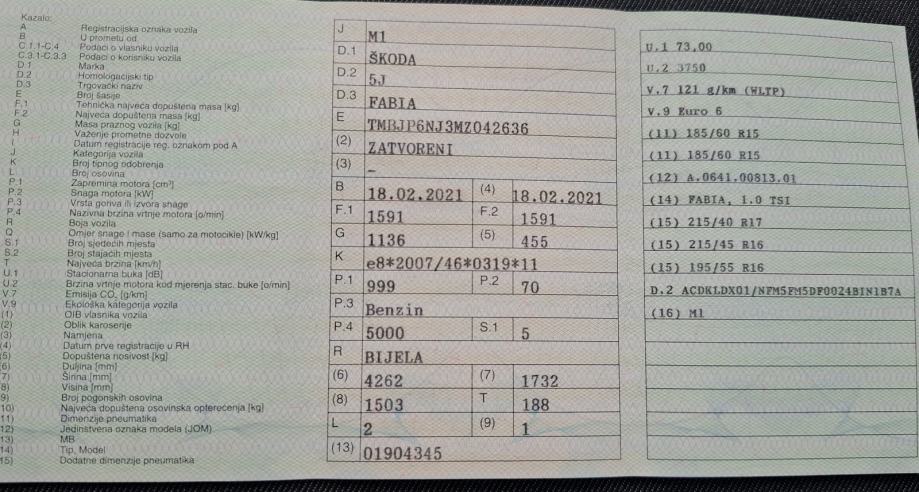 Kazalo:
A Registracijska oznaka vozila
B U prometu od
C.1.1-C.4 Podaci o vlasniku vozila
C.3.1-C.3.3 Podaci o korisniku vozila
D.1 Marka
D.2 Homologacijski tip
D.3 Trgovački naziv
E Broj šasije
F.1 Tehnička najveća dopuštena masa [kg]
F.2 Najveća dopuštena masa [kg]
G Masa praznog vozila [kg]
H Važenje prometne dozvole
I Datum registracije reg. oznakom pod A
J Kategorija vozila
K Broj tipnog odobrenja
L Broj osovina
P.1 Zapremina motora [cm³]
P.2 Snaga motora [kW]
P.3 Vrsta goriva ili izvora snage
P.4 Nazivna brzina vrtnje motora [o/min]
R Boja vozila
Q Omjer snage i mase (samo za motocikle) [kW/kg]
S.1 Broj sjedećih mjesta
S.2 Broj stajaćih mjesta
T Najveća brzina [km/h]
U.1 Stacionarna buka [dB]
U.2 Brzina vrtnje motora kod mjerenja stac. buke [o/min]
V.7 Emisija CO₂ [g/km]
V.9 Ekološka kategorija vozila
(1) OIB vlasnika vozila
(2) Oblik karoserije
(3) Namjena
(4) Datum prve registracije u RH
(5) Dopuštena nosivost [kg]
(6) Duljina [mm]
(7) Širina [mm]
(8) Visina [mm]
9) Broj pogonskih osovina
10) Najveća dopuštena osovinska opterećenja [kg]
11) Dimenzije pneumatika
12) Jedinstvena oznaka modela (JOM)
13) MB
14) Tip, Model
15) Dodatne dimenzije pneumatika
J M1
D.1 ŠKODA
D.2 5J
D.3 FABIA
E TMBJP6NJ3MZ042636
(2) ZATVORENI
(3) –
B 18.02.2021 (4) 18.02.2021
F.1 1591 F.2 1591
G 1136 (5) 455
K e8*2007/46*0319*11
P.1 999 P.2 70
P.3 Benzin
P.4 5000 S.1 5
R BIJELA
(6) 4262 (7) 1732
(8) 1503 T 188
L 2 (9) 1
(13) 01904345
U.1 73,00
U.2 3750
V.7 121 g/km (WLTP)
V.9 Euro 6
(11) 185/60 R15
(11) 185/60 R15
(12) A.0641.00813.01
(14) FABIA, 1.0 TSI
(15) 215/40 R17
(15) 215/45 R16
(15) 195/55 R16
D.2 ACDKLDX01/NFM5FM5DF0024BIN1B7A
(16) M1